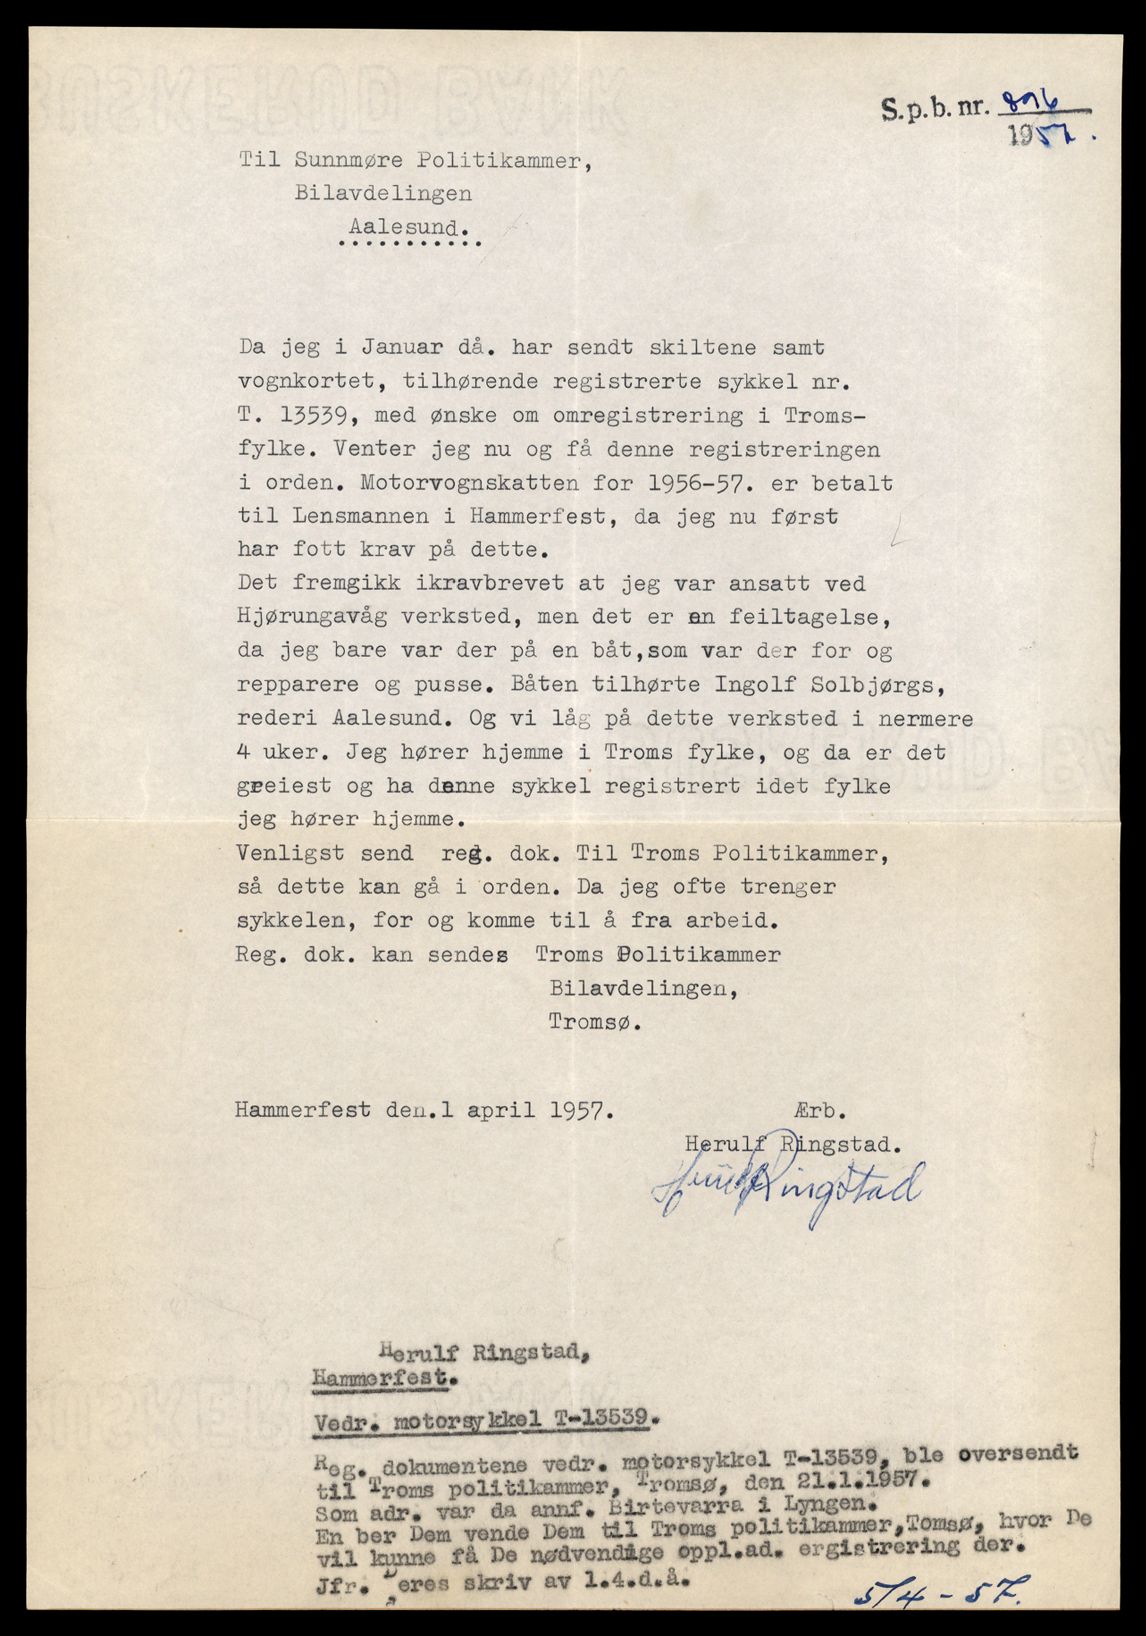 S.p.b. nr. 896
1957.
Til Sunnmøre Politikammer,
Bilavdelingen
Aalesund.
Da jeg i Januar då. har sendt skiltene samt
vognkortet, tilhørende registrerte sykkel nr.
T. 13539, med ønske om omregistrering i Troms-
fylke. Venter jeg nu og få denne registreringen
i orden. Motorvognskatten for 1956-57. er betalt
til Lensmannen i Hammerfest, da jeg nu først
har fott krav på dette.
Det fremgikk ikravbrevet at jeg var ansatt ved
Hjørungavåg verksted, men det er en feiltagelse,
da jeg bare var der på en båt,som var der for og
repparere og pusse. Båten tilhørte Ingolf Solbjørgs,
rederi Aalesund. Og vi låg på dette verksted i nermere
4 uker. Jeg hører hjemme i Troms fylke, og da er det
greiest og ha denne sykkel registrert idet fylke
jeg hører hjemme.
Venligst send reg. dok. Til Troms Politikammer,
så dette kan gå i orden. Da jeg ofte trenger
sykkelen, for og komme til å fra arbeid.
Reg. dok. kan sendes Troms Politikammer
Bilavdelingen,
Tromsø.
Hammerfest den.1 april 1957. Ærb.
Herulf Ringstad.
Herulf Ringstad
Herulf Ringstad,
Hammerfest.
Vedr. motorsykkel T-13539.
Reg. dokumentene vedr. motorsykkel T-13539, ble oversendt
til Troms politikammer, Tromsø, den 21.1.1957.
Som adr. var da annf. Birtevarra i Lyngen.
En ber Dem vende Dem til Troms politikammer,Tomsø, hvor De
vil kunne få De nødvendige oppl.ad. ergistrering der.
Jfr. Deres skriv av 1.4.d.å.
5/4-57.